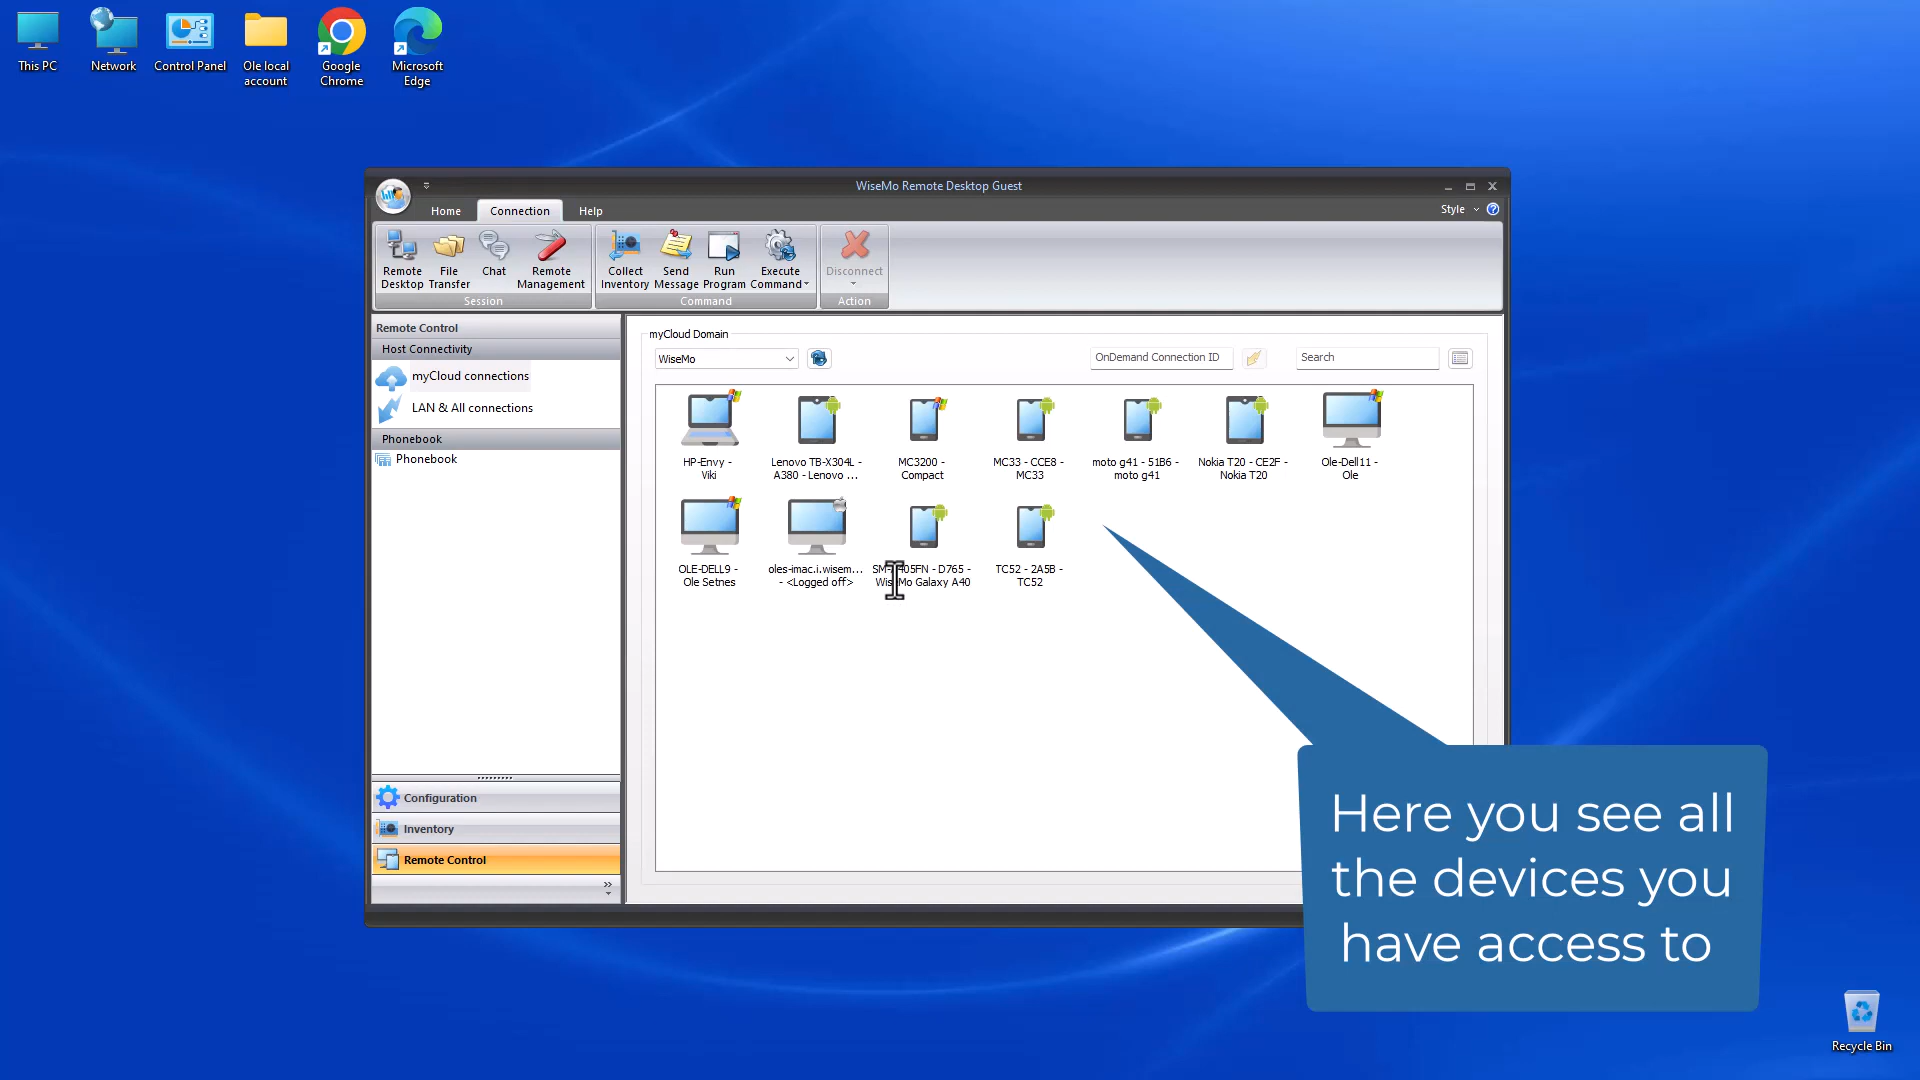 This PC
Network
Control Panel
Ole local
account
Google
Chrome
Microsoft
Edge
WiseMo Remote Desktop Guest
Home
Connection
Help
Style
Remote
Desktop
File
Transfer
Chat
Remote
Management
Session
Collect
Inventory
Send
Message
Run
Program
Execute
Command
Command
Disconnect
Action
Remote Control
Host Connectivity
myCloud connections
LAN & All connections
Phonebook
Phonebook
Configuration
Inventory
Remote Control
myCloud Domain
WiseMo
OnDemand Connection ID
Search
HP-Envy -
Viki
Lenovo TB-X304L -
A380 - Lenovo ...
MC3200 -
Compact
MC33 - CCE8 -
MC33
moto g41 - 51B6 -
moto g41
Nokia T20 - CE2F -
Nokia T20
Ole-Dell11 -
Ole
OLE-DELL9 -
Ole Setnes
oles-imac.i.wisem...
- <Logged off>
D765 -
Galaxy A40
TC52 - 2A5B -
TC52
Here you see all
the devices you
have access to
Recycle Bin